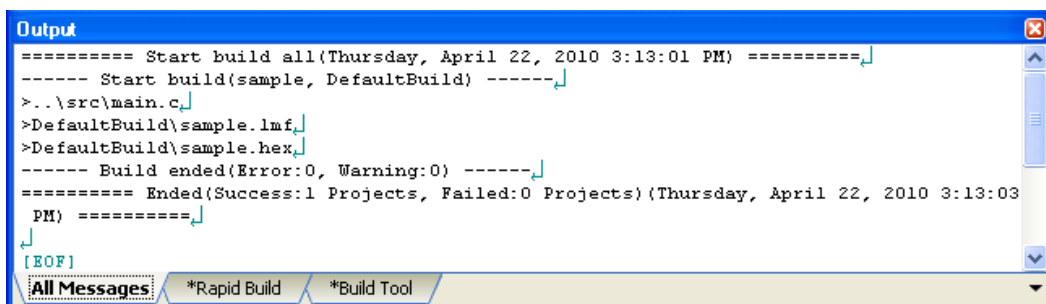 Output
========== Start build all(Thursday, April 22, 2010 3:13:01 PM) ==========
------ Start build(sample, DefaultBuild) ------
>..\src\main.c
>DefaultBuild\sample.lmf
>DefaultBuild\sample.hex
------ Build ended(Error:0, Warning:0) ------
========== Ended(Success:1 Projects, Failed:0 Projects)(Thursday, April 22, 2010 3:13:03
PM) ==========
[EOF]
All Messages *Rapid Build *Build Tool